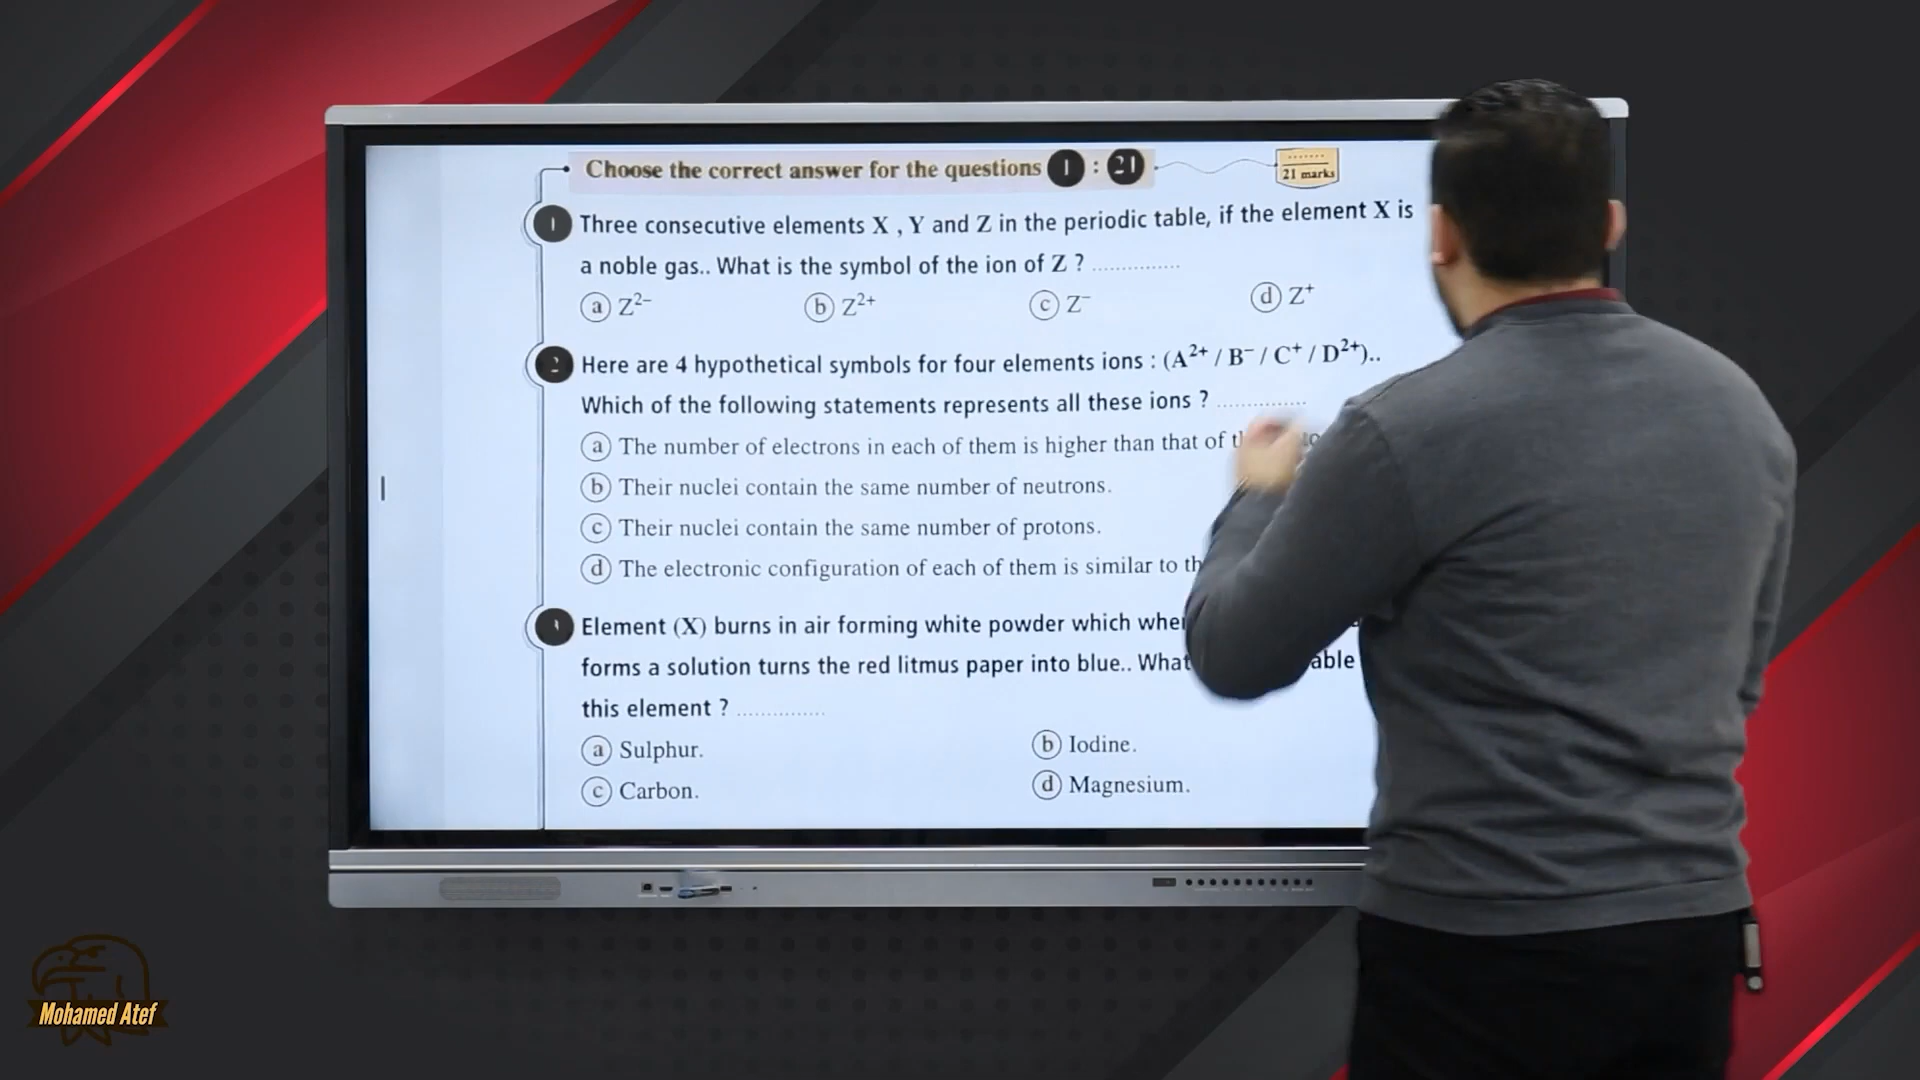 Choose the correct answer for the questions 1 : 21
21 marks
1 Three consecutive elements X , Y and Z in the periodic table, if the element X is
a noble gas.. What is the symbol of the ion of Z ? ...............
a Z²⁻ b Z²⁺ c Z⁻ d Z⁺
2 Here are 4 hypothetical symbols for four elements ions : (A²⁺ / B⁻ / C⁺ / D²⁺)..
Which of the following statements represents all these ions ? ...............
a The number of electrons in each of them is higher than that of
b Their nuclei contain the same number of neutrons.
c Their nuclei contain the same number of protons.
d The electronic configuration of each of them is similar to
Element (X) burns in air forming white powder which
forms a solution turns the red litmus paper into blue.. What
this element ? ...............
a Sulphur. b Iodine.
c Carbon. d Magnesium.
Mohamed Atef